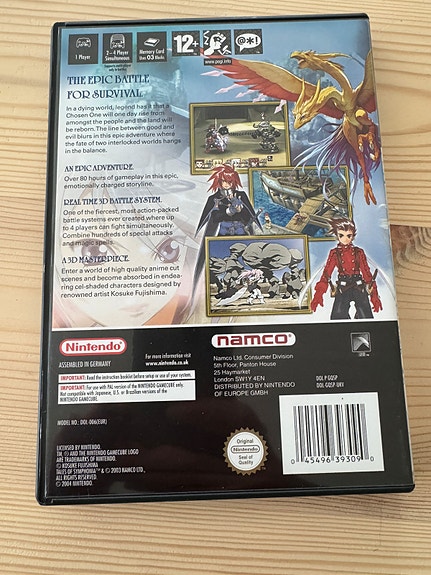 1 Player
2 – 4 Players
Simultaneous
Memory Card
Uses 03 Blocks
12+
www.pegi.info
@*!
THE EPIC BATTLE
FOR SURVIVAL
In a dying world, legend has it that a
Chosen One will one day rise from
amongst the people and the land will
be reborn. The line between good and
evil blurs in this epic adventure where
the fate of two interlocked worlds hangs
in the balance.
AN EPIC ADVENTURE
Over 80 hours of gameplay in this epic,
emotionally charged storyline.
REAL TIME 3D BATTLE SYSTEM.
One of the fiercest, most action-packed
battle systems ever created where up
to 4 players can fight simultaneously.
Combine hundreds of special attacks
and magic spells.
A 3D MASTERPIECE.
Enter a world of high quality anime cut
scenes and become absorbed in endea-
ring cel-shaded characters designed by
renowned artist Kosuke Fujishima.
Nintendo
ASSEMBLED IN GERMANY
For more information visit
www.nintendo.co.uk
IMPORTANT: Read the instruction booklet before setup or use of your system.
IMPORTANT: For use with PAL version of the NINTENDO GAMECUBE only.
Not compatible with Japanese, U.S. or Brazilian versions of the
NINTENDO GAMECUBE.
MODEL NO.: DOL-006(EUR)
LICENSED BY NINTENDO.
TM, ® AND THE NINTENDO GAMECUBE LOGO
ARE TRADEMARKS OF NINTENDO.
© KOSUKE FUJISHIMA
TALES OF SYMPHONIA™ & © 2003 NAMCO LTD.,
ALL RIGHTS RESERVED.
© 2004 NINTENDO.
namco
Namco Ltd. Consumer Division
5th Floor, Panton House
25 Haymarket
London SW1Y 4EN
DISTRIBUTED BY NINTENDO
OF EUROPE GMBH
DOL P GQSP
DOL GQSP UKV
Original
Nintendo
Seal of
Quality
0 45496 39309 0